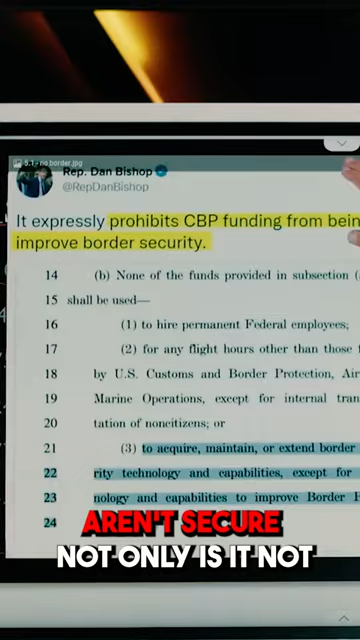 5.1 - no border.jpg
Rep. Dan Bishop
@RepDanBishop
It expressly prohibits CBP funding from bein
improve border security.
14 (b) None of the funds provided in subsection
15 shall be used—
16 (1) to hire permanent Federal employees;
17 (2) for any flight hours other than those
18 by U.S. Customs and Border Protection, Air
19 Marine Operations, except for internal tran
20 tation of noncitizens; or
21 (3) to acquire, maintain, or extend border
22 rity technology and capabilities, except for
23 nology and capabilities to improve Border
24
AREN'T SECURE
NOT ONLY IS IT NOT